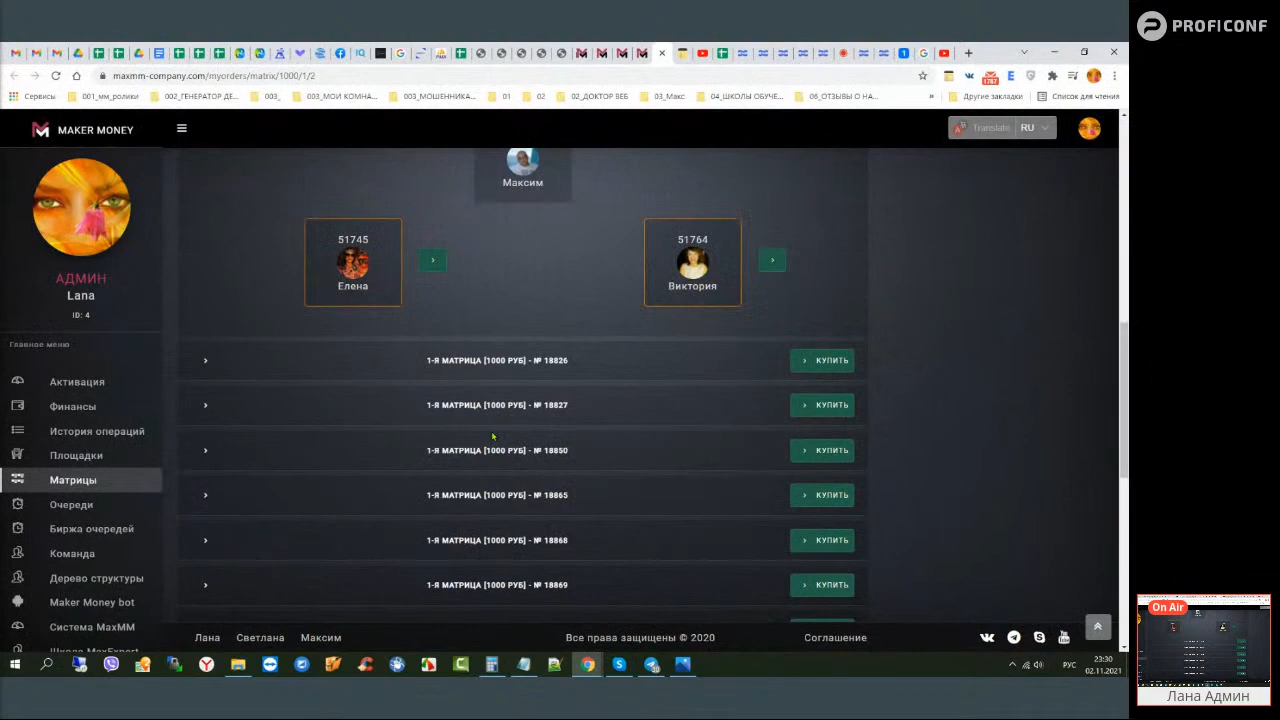 PROFICONF
maxmm-company.com/myorders/matrix/1000/1/2
1787
Сервисы
001_мм_ролики
002_ГЕНЕРАТОР ДЕ...
003_
003_МОИ КОМНА...
003_МОШЕННИКА...
01
02
02_ДОКТОР ВЕБ
03_Макс
04_ШКОЛЫ ОБУЧЕ...
06_ОТЗЫВЫ О НА...
»
Другие закладки
Список для чтения
MAKER MONEY
Translate
RU
Максим
51745
Елена
51764
Виктория
АДМИН
Lana
ID: 4
Главное меню
Активация
Финансы
История операций
Площадки
Матрицы
Очереди
Биржа очередей
Команда
Дерево структуры
Maker Money bot
Система MaxMM
Школа MaxExpert
1-Я МАТРИЦА [1000 РУБ] - № 18826
КУПИТЬ
1-Я МАТРИЦА [1000 РУБ] - № 18827
КУПИТЬ
1-Я МАТРИЦА [1000 РУБ] - № 18850
КУПИТЬ
1-Я МАТРИЦА [1000 РУБ] - № 18865
КУПИТЬ
1-Я МАТРИЦА [1000 РУБ] - № 18868
КУПИТЬ
1-Я МАТРИЦА [1000 РУБ] - № 18869
КУПИТЬ
Лана
Светлана
Максим
Все права защищены © 2020
Соглашение
РУС
23:30
02.11.2021
On Air
Лана Админ